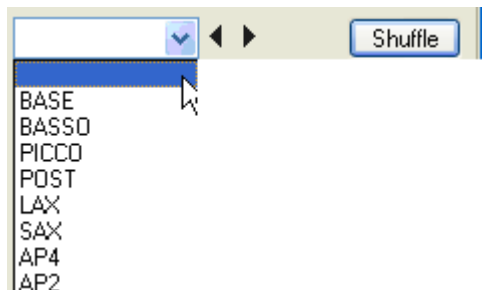 Shuffle
BASE
BASSO
PICCO
POST
LAX
SAX
AP4
AP2